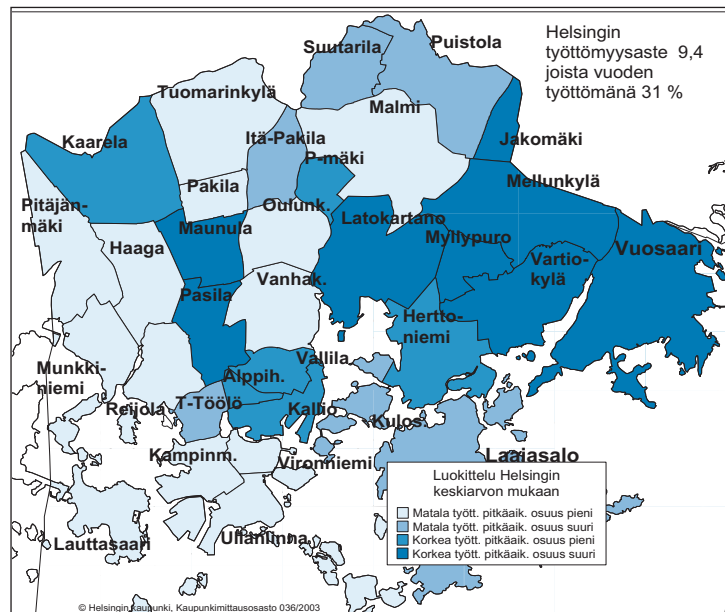 Helsingin
työttömyysaste 9,4
joista vuoden
työttömänä 31 %
Puistola
Suutarila
Tuomarinkylä
Malmi
Kaarela
Itä-Pakila
P-mäki
Jakomäki
Pakila
Mellunkylä
Pitäjän-
mäki
Oulunk.
Latokartano
Maunula
Haaga
Myllypuro
Vuosaari
Vartio-
kylä
Vanhak.
Pasila
Hertto-
niemi
Vallila
Munkki-
niemi
Alppih.
T-Töölö
Reijola
Kallio
Kulos.
Kampinm.
Vironniemi
Laajasalo
Luokittelu Helsingin
keskiarvon mukaan
Matala tyött. pitkäaik. osuus pieni
Matala tyött. pitkäaik. osuus suuri
Korkea tyött. pitkäaik. osuus pieni
Korkea tyött. pitkäaik. osuus suuri
Ullanlinna
Lauttasaari
© Helsingin kaupunki, Kaupunkimittausosasto 036/2003